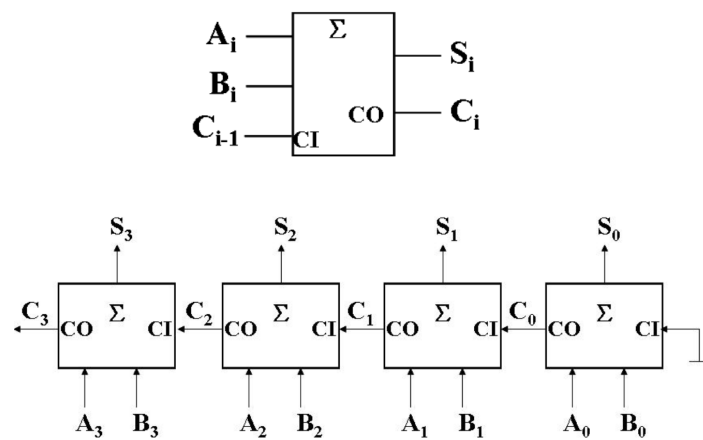 Aᵢ Σ Sᵢ
Bᵢ
CO Cᵢ
Cᵢ₋₁ CI
S₃ S₂ S₁ S₀
C₃ CO Σ CI C₂ CO Σ CI C₁ CO Σ CI C₀ CO Σ CI
A₃ B₃ A₂ B₂ A₁ B₁ A₀ B₀